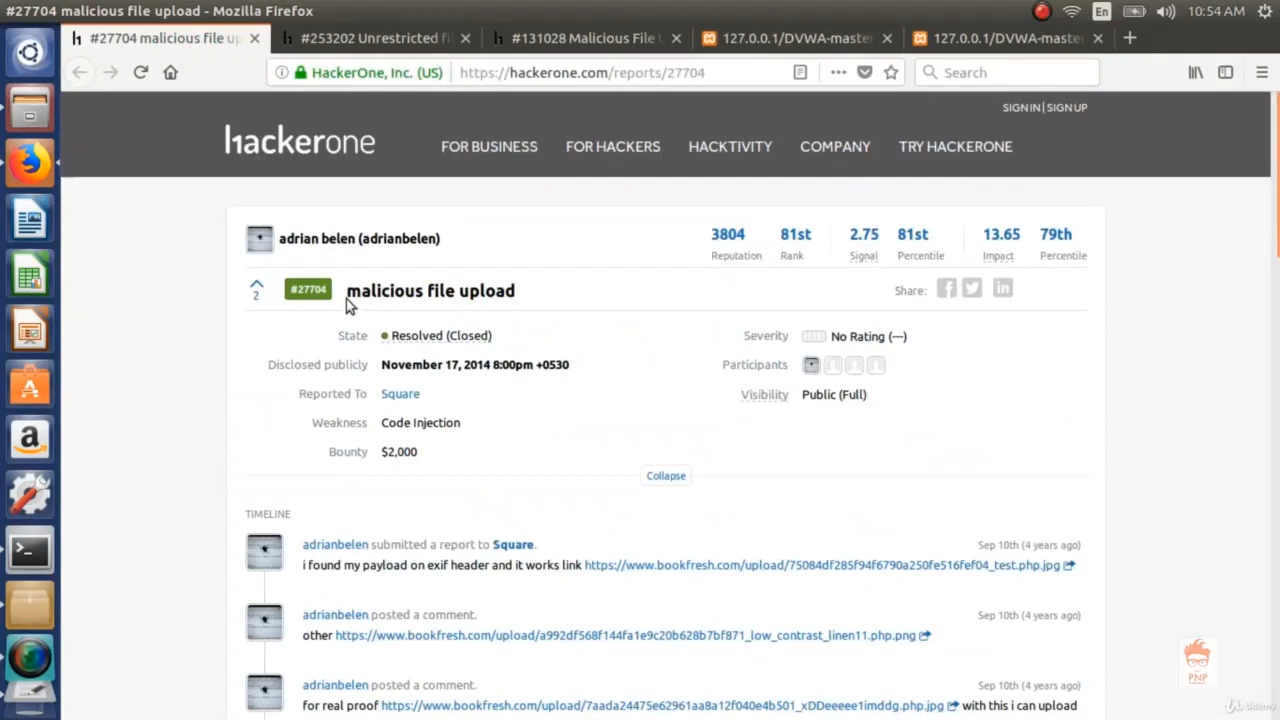 #27704 malicious file upload - Mozilla Firefox
En
10:54 AM
#27704 malicious file up
#253202 Unrestricted fi
#131028 Malicious File U
127.0.0.1/DVWA-master
127.0.0.1/DVWA-master
HackerOne, Inc. (US)
https://hackerone.com/reports/27704
Search
SIGN IN | SIGN UP
hackerone
FOR BUSINESS
FOR HACKERS
HACKTIVITY
COMPANY
TRY HACKERONE
adrian belen (adrianbelen)
3804 81st 2.75 81st 13.65 79th
Reputation Rank Signal Percentile Impact Percentile
2
#27704
malicious file upload
Share:
State Resolved (Closed)
Severity No Rating (---)
Disclosed publicly November 17, 2014 8:00pm +0530
Participants
Reported To Square
Visibility Public (Full)
Weakness Code Injection
Bounty $2,000
Collapse
TIMELINE
adrianbelen submitted a report to Square.
Sep 10th (4 years ago)
i found my payload on exif header and it works link https://www.bookfresh.com/upload/75084df285f94f6790a250fe516fef04_test.php.jpg
adrianbelen posted a comment.
Sep 10th (4 years ago)
other https://www.bookfresh.com/upload/a992df568f144fa1e9c20b628b7bf871_low_contrast_linen11.php.png
adrianbelen posted a comment.
Sep 10th (4 years ago)
for real proof https://www.bookfresh.com/upload/7aada24475e62961aa8a12f040e4b501_xDDeeeee1imddg.php.jpg with this i can upload
PNP
Udemy